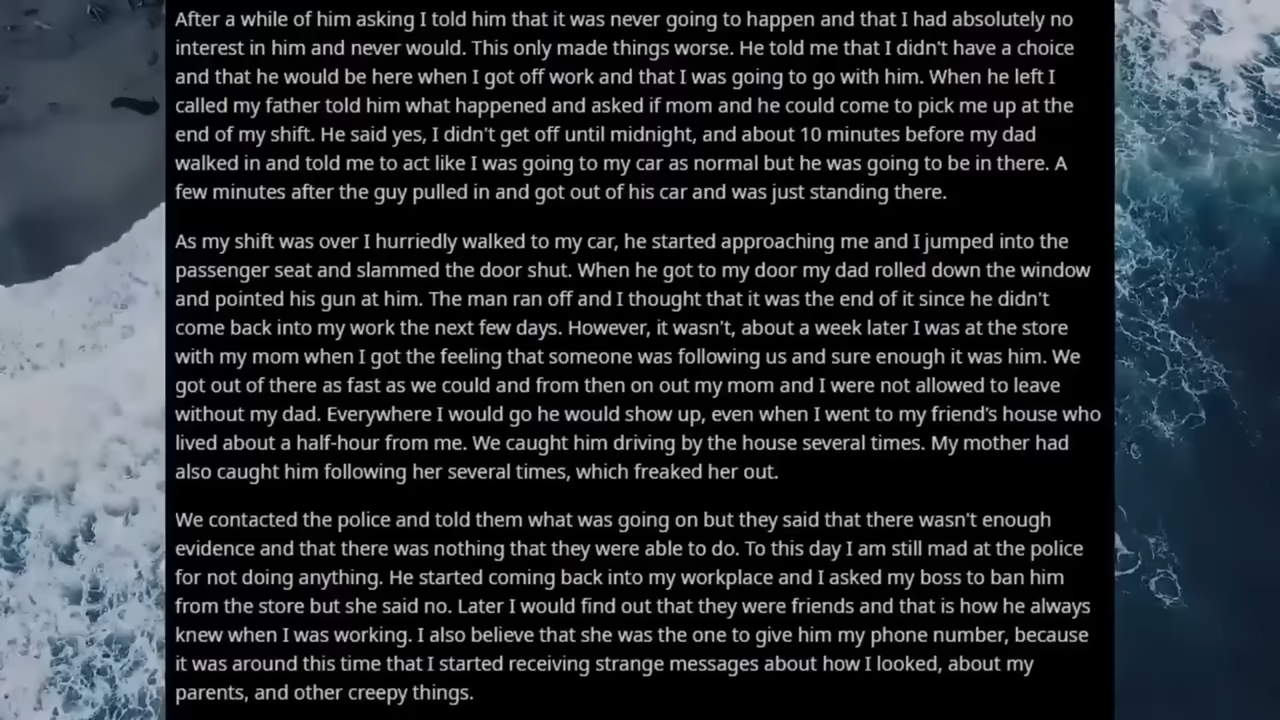 After a while of him asking I told him that it was never going to happen and that I had absolutely no
interest in him and never would. This only made things worse. He told me that I didn't have a choice
and that he would be here when I got off work and that I was going to go with him. When he left I
called my father told him what happened and asked if mom and he could come to pick me up at the
end of my shift. He said yes, I didn't get off until midnight, and about 10 minutes before my dad
walked in and told me to act like I was going to my car as normal but he was going to be in there. A
few minutes after the guy pulled in and got out of his car and was just standing there.
As my shift was over I hurriedly walked to my car, he started approaching me and I jumped into the
passenger seat and slammed the door shut. When he got to my door my dad rolled down the window
and pointed his gun at him. The man ran off and I thought that it was the end of it since he didn't
come back into my work the next few days. However, it wasn't, about a week later I was at the store
with my mom when I got the feeling that someone was following us and sure enough it was him. We
got out of there as fast as we could and from then on out my mom and I were not allowed to leave
without my dad. Everywhere I would go he would show up, even when I went to my friend's house who
lived about a half-hour from me. We caught him driving by the house several times. My mother had
also caught him following her several times, which freaked her out.
We contacted the police and told them what was going on but they said that there wasn't enough
evidence and that there was nothing that they were able to do. To this day I am still mad at the police
for not doing anything. He started coming back into my workplace and I asked my boss to ban him
from the store but she said no. Later I would find out that they were friends and that is how he always
knew when I was working. I also believe that she was the one to give him my phone number, because
it was around this time that I started receiving strange messages about how I looked, about my
parents, and other creepy things.